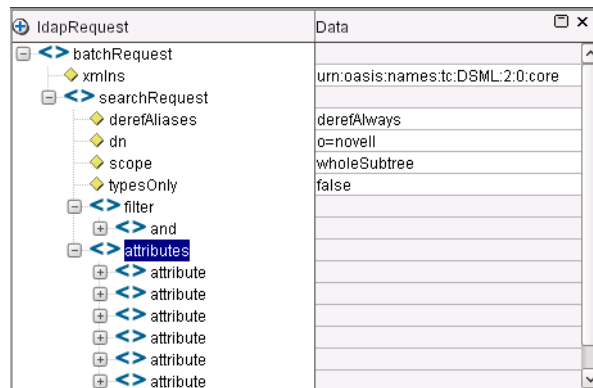 ldapRequest Data
batchRequest
xmlns urn:oasis:names:tc:DSML:2:0:core
searchRequest
derefAliases derefAlways
dn o=novell
scope wholeSubtree
typesOnly false
filter
and
attributes
attribute
attribute
attribute
attribute
attribute
attribute